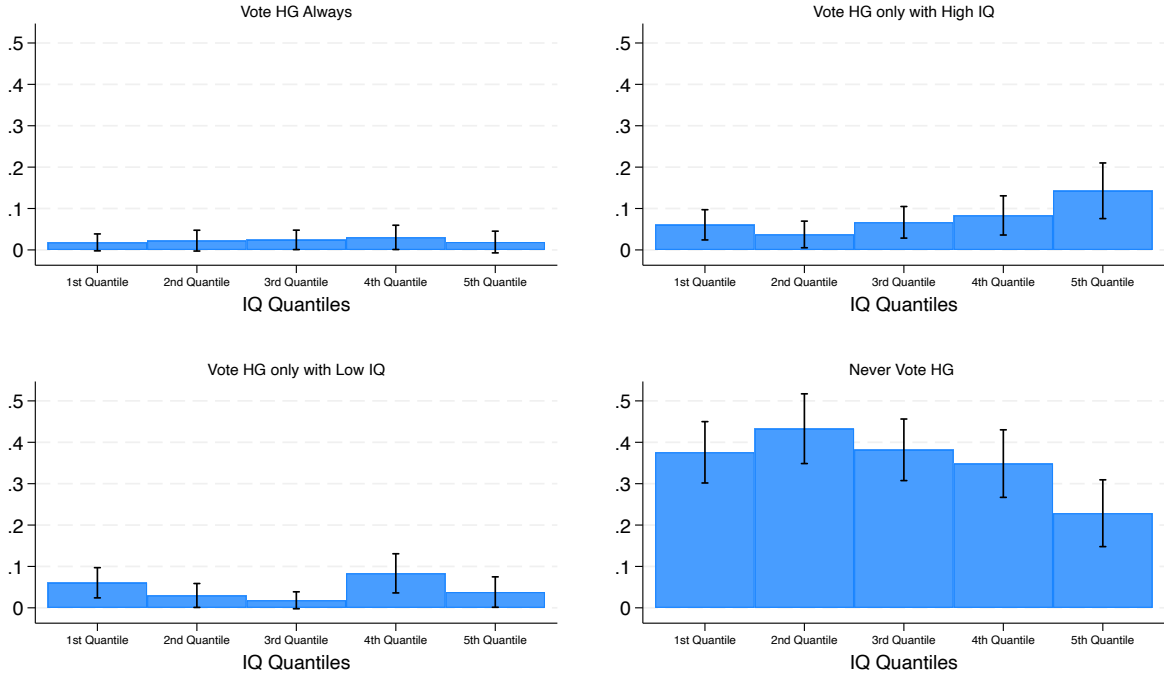 Vote HG Always
.5
.4
.3
.2
.1
0
1st Quantile 2nd Quantile 3rd Quantile 4th Quantile 5th Quantile
IQ Quantiles
Vote HG only with High IQ
.5
.4
.3
.2
.1
0
1st Quantile 2nd Quantile 3rd Quantile 4th Quantile 5th Quantile
IQ Quantiles
Vote HG only with Low IQ
.5
.4
.3
.2
.1
0
1st Quantile 2nd Quantile 3rd Quantile 4th Quantile 5th Quantile
IQ Quantiles
Never Vote HG
.5
.4
.3
.2
.1
0
1st Quantile 2nd Quantile 3rd Quantile 4th Quantile 5th Quantile
IQ Quantiles